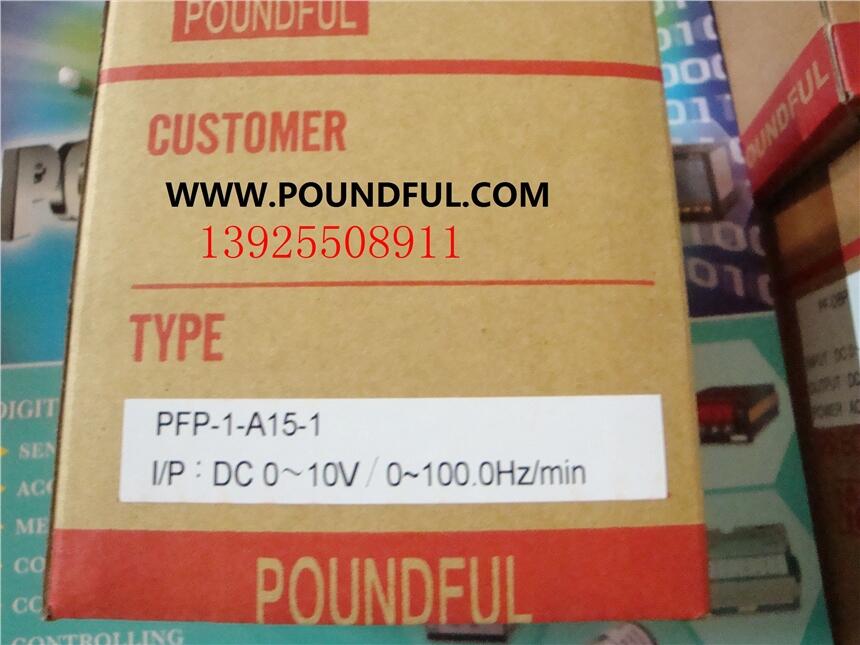 POUNDFUL
CUSTOMER
WWW.POUNDFUL.COM
13925508911
TYPE
PFP-1-A15-1
I/P : DC 0～10V / 0~100.0Hz/min
POUNDFUL
POUNDFUL
CONTROLLING